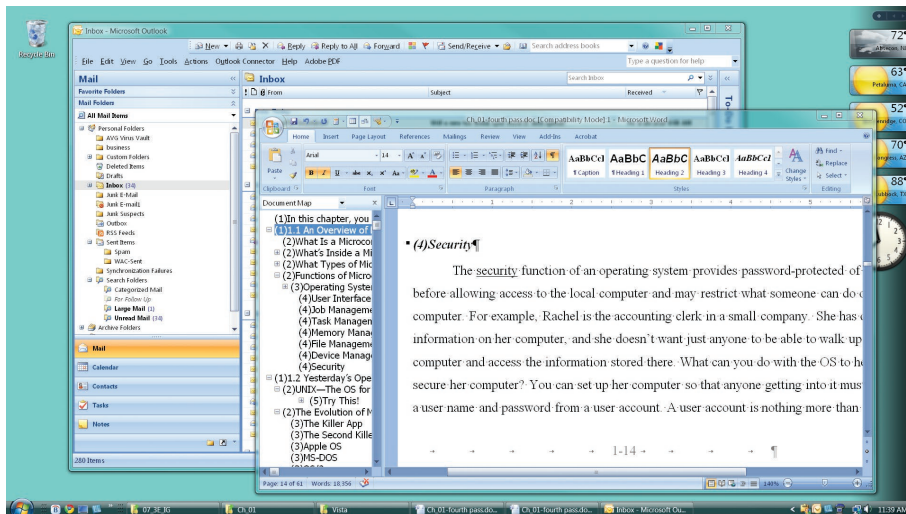 Recycle Bin
Inbox - Microsoft Outlook
New Reply Reply to All Forward Send/Receive Search address books
File Edit View Go Tools Actions Outlook Connector Help Adobe PDF Type a question for help
Mail
Favorite Folders
Mail Folders
All Mail Items
Personal Folders
AVG Virus Vault
business
Custom Folders
Deleted Items
Drafts
Inbox (34)
Junk E-Mail
Junk E-mail1
Junk Suspects
Outbox
RSS Feeds
Sent Items
Spam
WAC-Sent
Synchronization Failures
Search Folders
Categorized Mail
For Follow Up
Large Mail (1)
Unread Mail (34)
Archive Folders
Mail
Calendar
Contacts
Tasks
Notes
280 Items
Inbox Search Inbox
From Subject Received
To-
Ch_01-fourth pass.doc [Compatibility Mode] - Microsoft Word
Home Insert Page Layout References Mailings Review View Add-Ins Acrobat
Paste
Arial 14
AaBbCcI AaBbC AaBbC AaBbCcI AaBbCcI
¶ Caption ¶ Heading 1 Heading 2 ¶ Heading 3 Heading 4
Change Styles
Find
Replace
Select
Clipboard Font Paragraph Styles Editing
Document Map
(1)In this chapter, you
(1)1.1 An Overview of
(2)What Is a Microcor
(2)What's Inside a Mi
(2)What Types of Mic
(2)Functions of Micro
(3)Operating Syste
(4)User Interface
(4)Job Manageme
(4)Task Managen
(4)Memory Mana
(4)File Manageme
(4)Device Manag
(4)Security
(1)1.2 Yesterday's Ope
(2)UNIX—The OS for
(5)Try This!
(2)The Evolution of M
(3)The Killer App
(3)The Second Kille
(3)Apple OS
(3)MS-DOS
(4)Security¶
The security function of an operating system provides password-protected of
before allowing access to the local computer and may restrict what someone can do
computer. For example, Rachel is the accounting clerk in a small company. She has
information on her computer, and she doesn't want just anyone to be able to walk up
computer and access the information stored there. What can you do with the OS to he
secure her computer? You can set up her computer so that anyone getting into it mus
a user name and password from a user account. A user account is nothing more than
1-14 ¶
Page: 14 of 61 Words: 18,356 148%
72°
63°
Petaluma, CA
52°
70°
88°
07_3E_IG Ch_01 Vista Ch_01-fourth pass.do... Ch_01-fourth pass.do... Inbox - Microsoft Ou... 11:39 AM